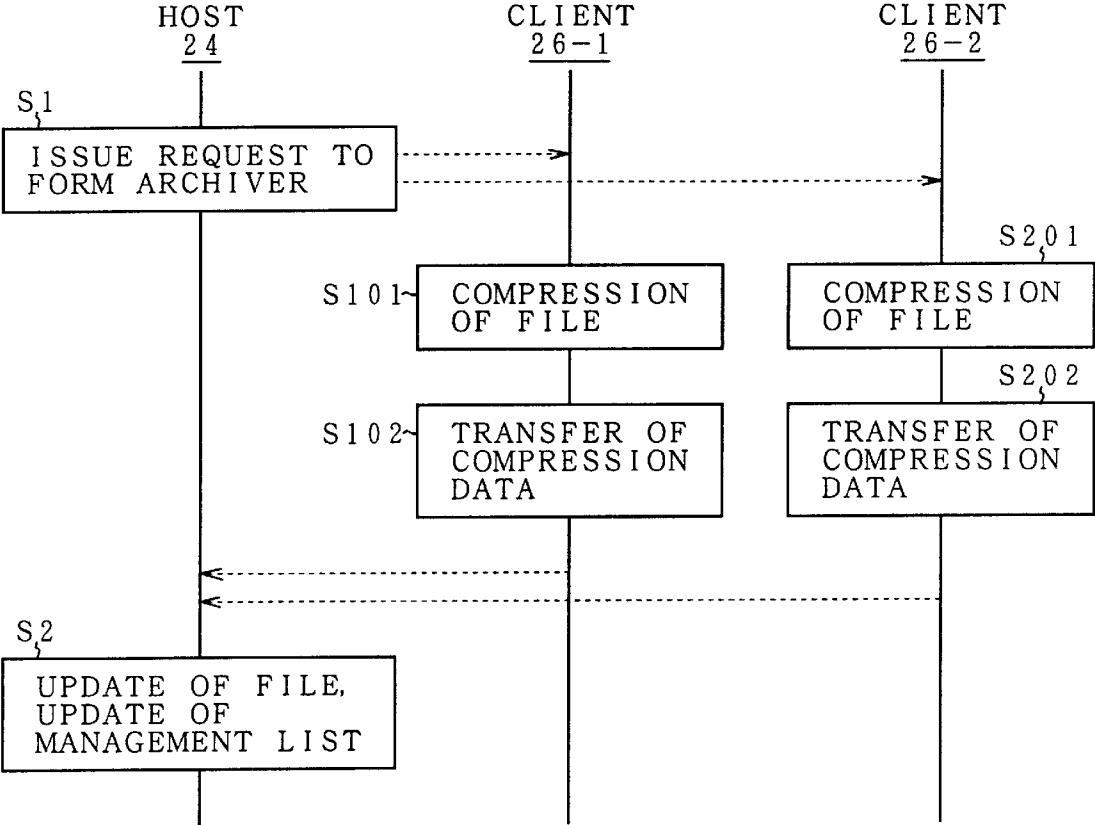 HOST
24
CLIENT
26-1
CLIENT
26-2
S1
ISSUE REQUEST TO
FORM ARCHIVER
S101
COMPRESSION
OF FILE
S201
COMPRESSION
OF FILE
S102
TRANSFER OF
COMPRESSION
DATA
S202
TRANSFER OF
COMPRESSION
DATA
S2
UPDATE OF FILE,
UPDATE OF
MANAGEMENT LIST